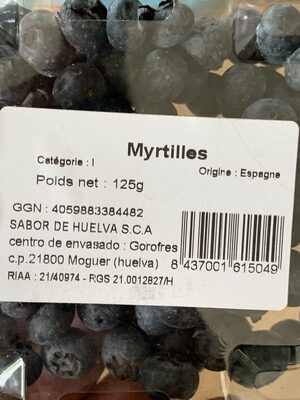 Myrtilles
Catégorie : I
Origine : Espagne
Poids net : 125g
GGN : 4059883384482
SABOR DE HUELVA S.C.A
centro de envasado : Gorofres
c.p.21800 Moguer (huelva)
8 437001 615049
RIAA : 21/40974 - RGS 21.0012827/H